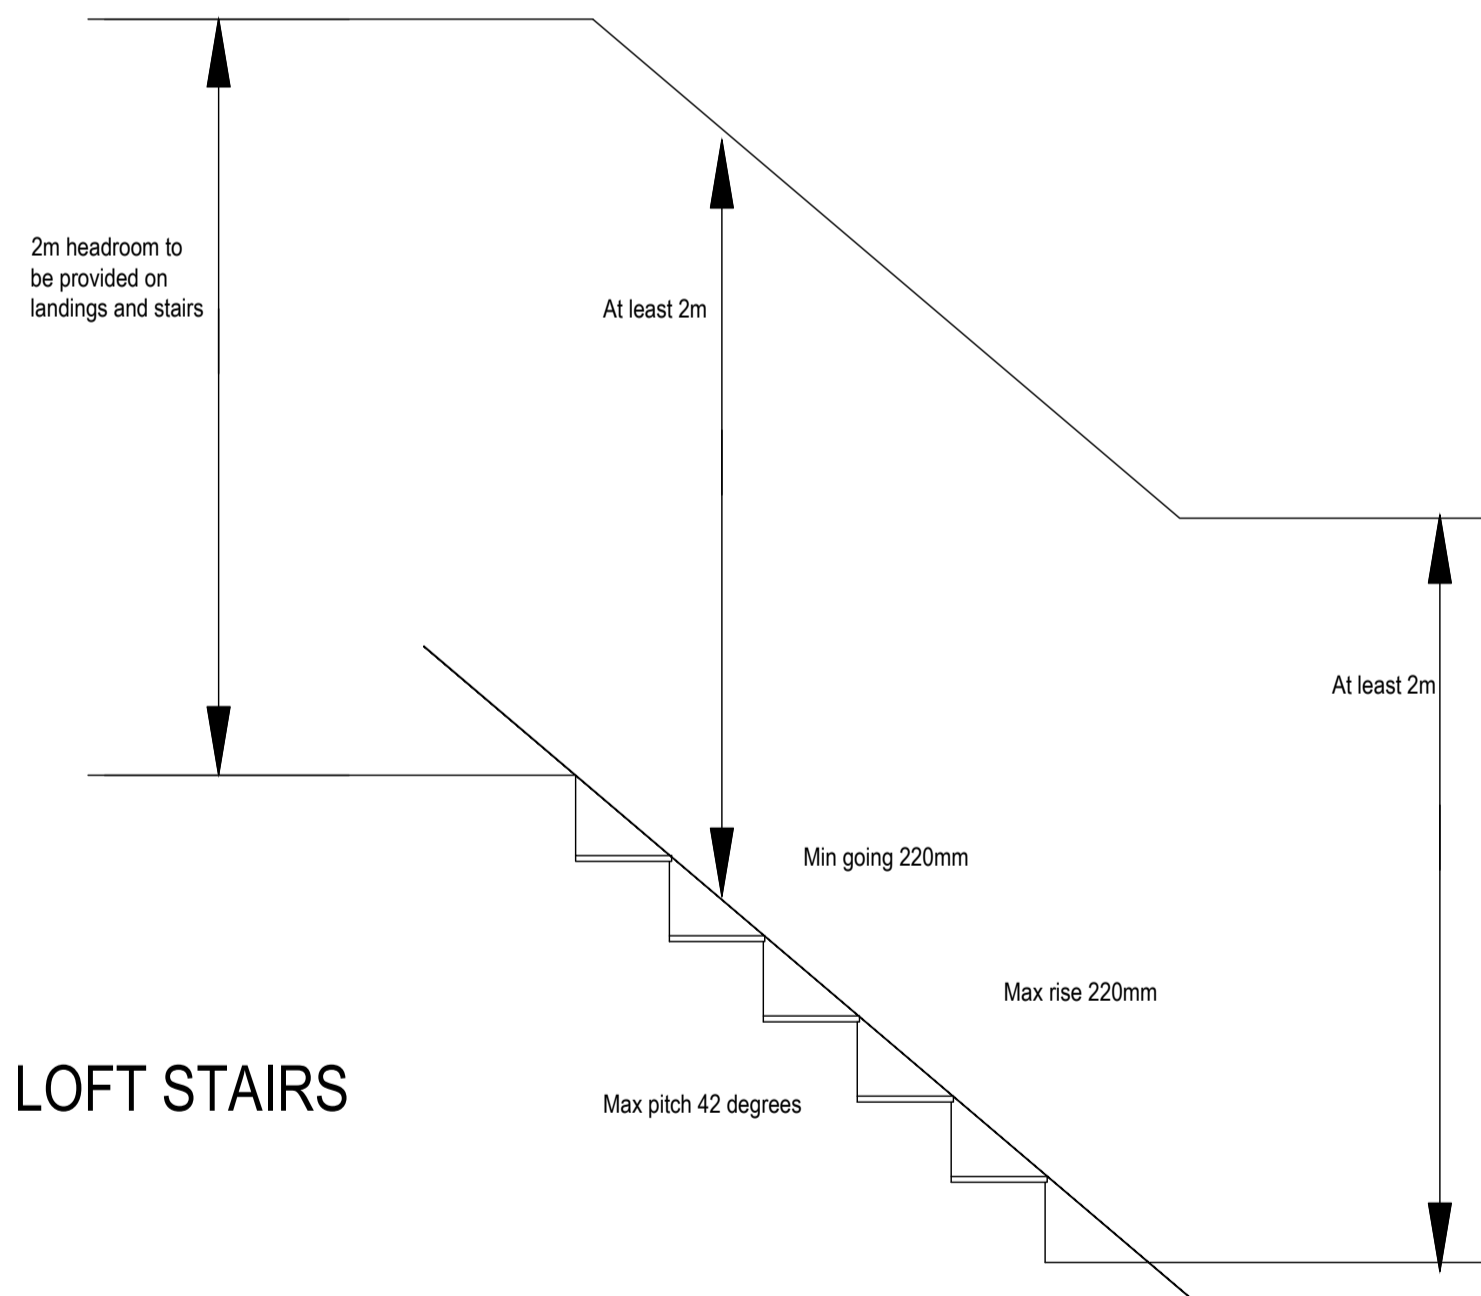 2m headroom to
be provided on
landings and stairs
At least 2m
At least 2m
Min going 220mm
Max rise 220mm
LOFT STAIRS
Max pitch 42 degrees